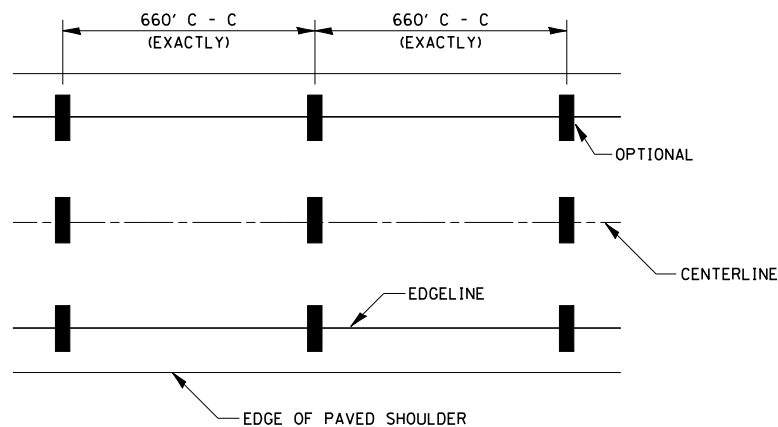 660' C - C
(EXACTLY)
660' C - C
(EXACTLY)
OPTIONAL
CENTERLINE
EDGELINE
EDGE OF PAVED SHOULDER